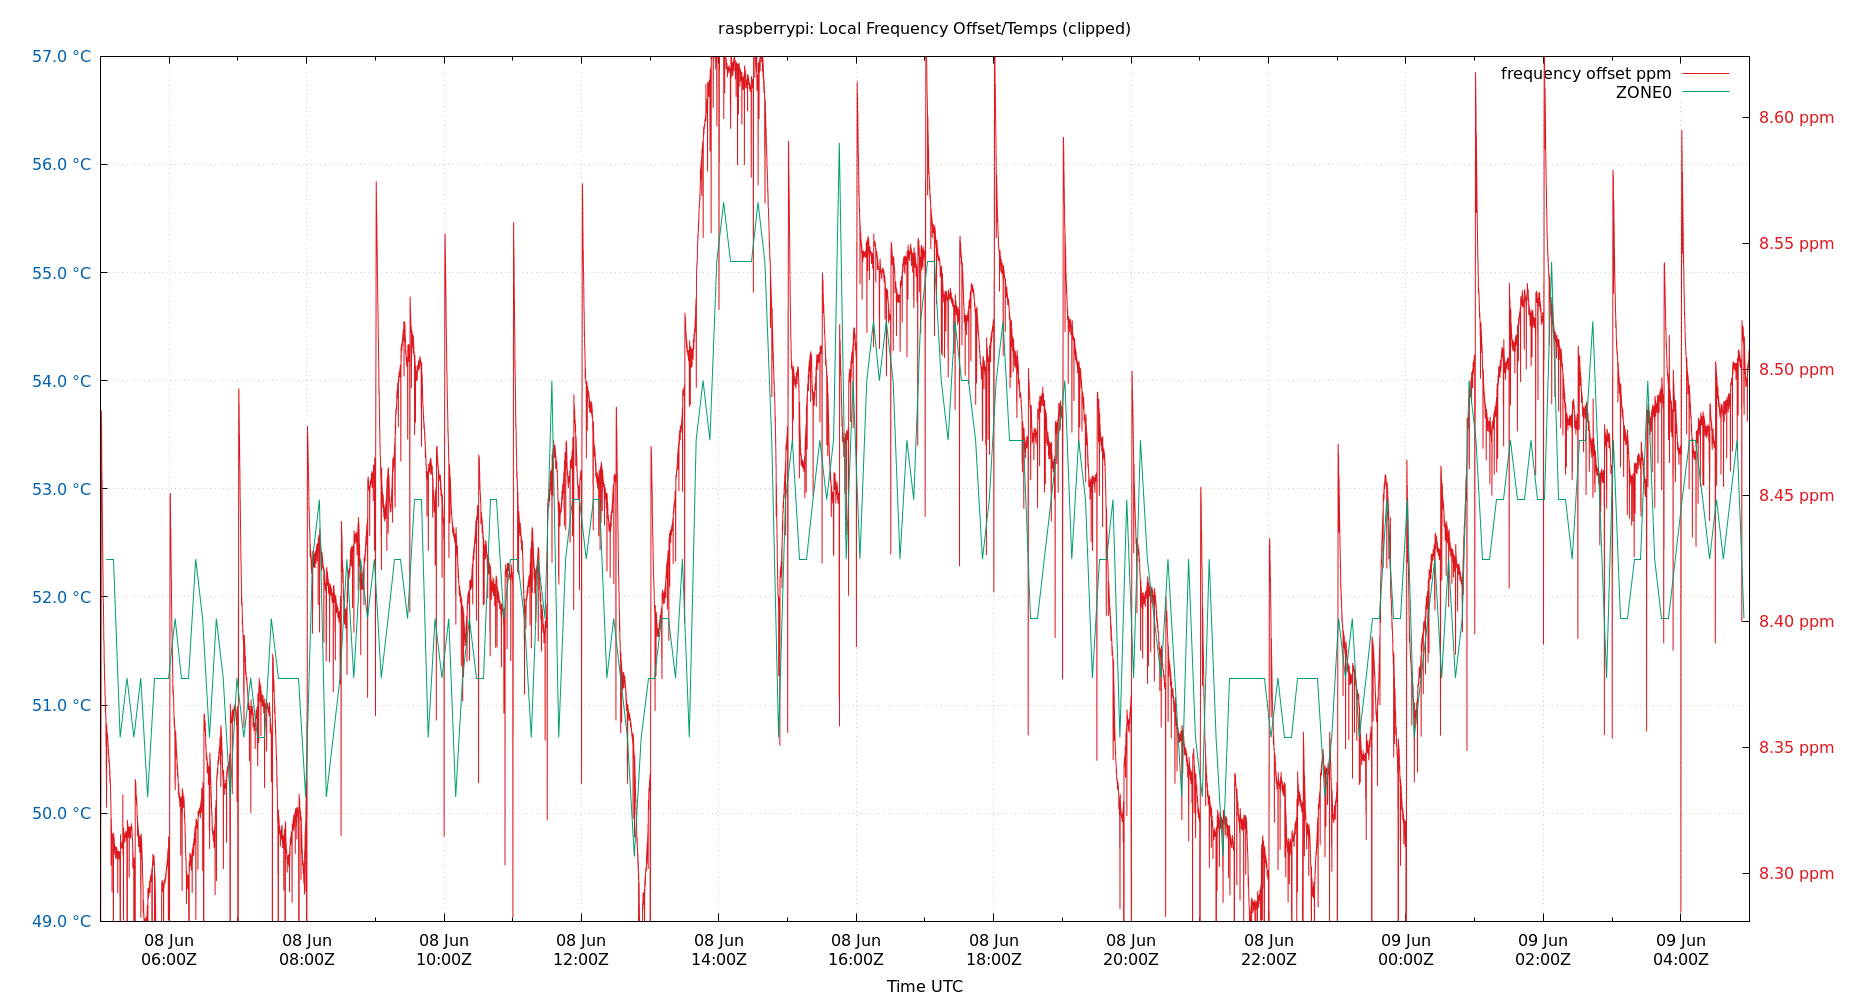 raspberrypi: Local Frequency Offset/Temps (clipped)
57.0 °C
56.0 °C
55.0 °C
54.0 °C
53.0 °C
52.0 °C
51.0 °C
50.0 °C
49.0 °C
frequency offset ppm
ZONE0
8.60 ppm
8.55 ppm
8.50 ppm
8.45 ppm
8.40 ppm
8.35 ppm
8.30 ppm
08 Jun 08 Jun 08 Jun 08 Jun 08 Jun 08 Jun 08 Jun 08 Jun 08 Jun 09 Jun 09 Jun 09 Jun
06:00Z 08:00Z 10:00Z 12:00Z 14:00Z 16:00Z 18:00Z 20:00Z 22:00Z 00:00Z 02:00Z 04:00Z
Time UTC